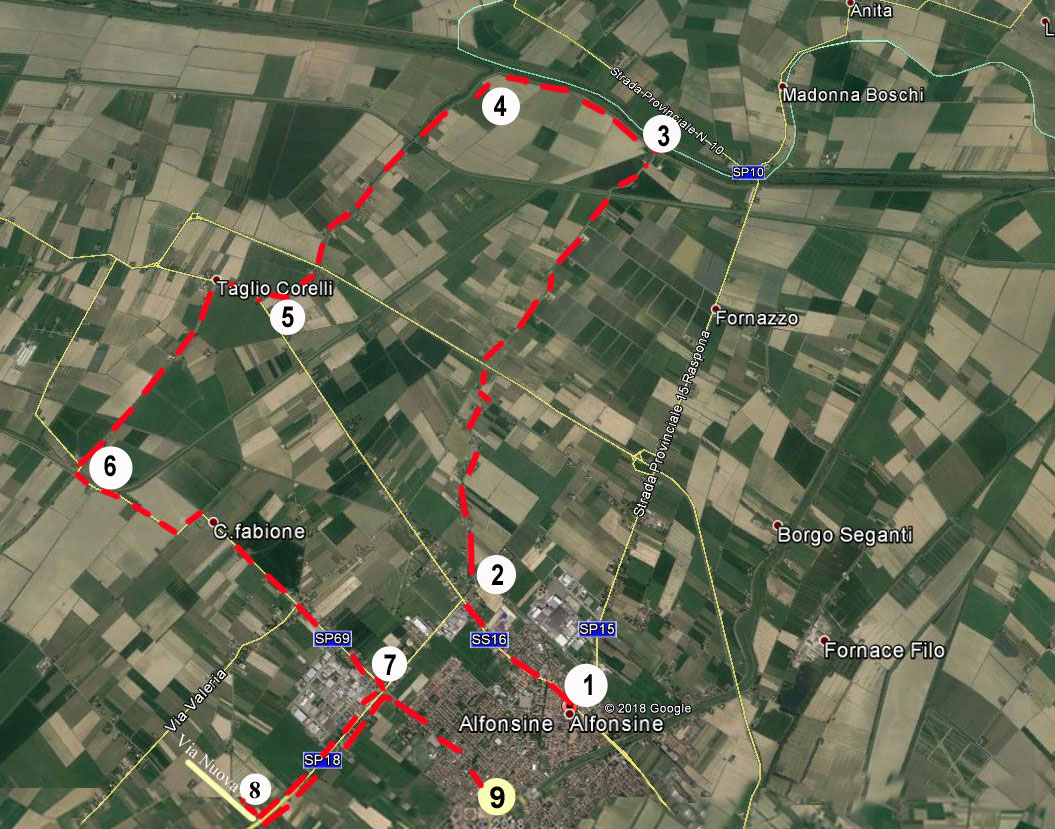 Anita
L
Strada Provinciale N. 10
Madonna Boschi
4
3
SP10
Taglio Corelli
5
Fornazzo
Strada Provinciale 15 Raspona
6
C.fabione
Borgo Seganti
2
SP69
SS16
SP15
Fornace Filo
7
1
© 2018 Google
Via Valeria
Alfonsine
Alfonsine
Via Nuova
SP18
8
9